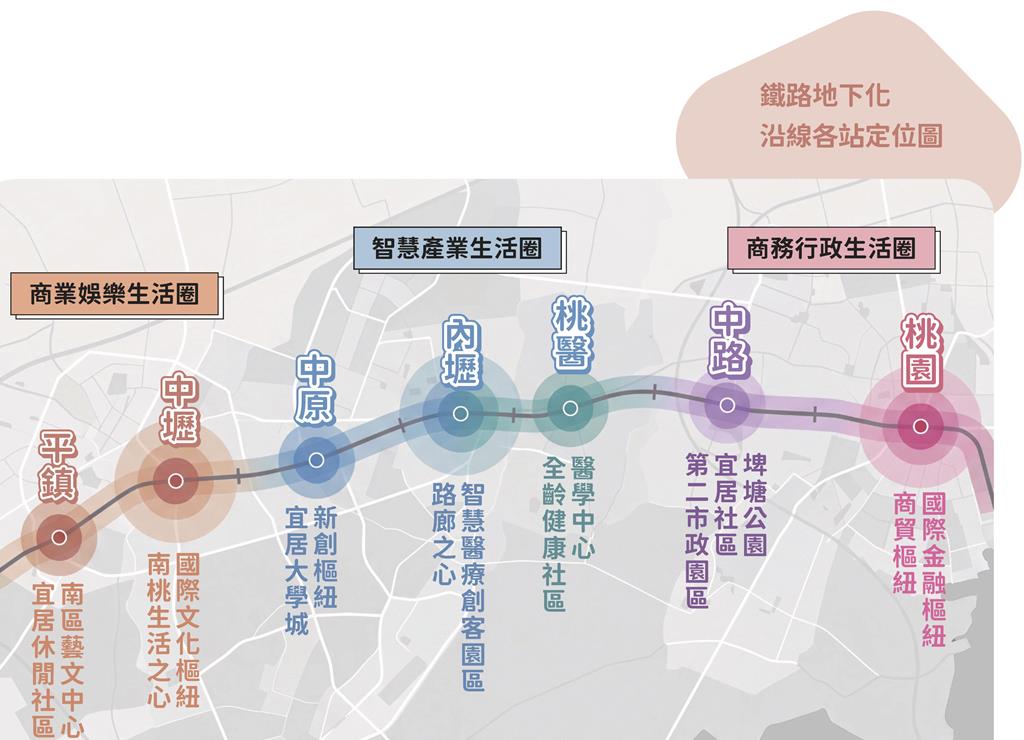 鐵路地下化
沿線各站定位圖
商業娛樂生活圈
智慧產業生活圈
商務行政生活圈
平鎮
南區藝文中心
宜居休閒社區
中壢
國際文化樞紐
南桃生活之心
中原
新創樞紐
宜居大學城
內壢
智慧醫療創客園區
路廊之心
桃醫
醫學中心
全齡健康社區
中路
埤塘公園
宜居社區
第二市政園區
桃園
國際金融樞紐
商貿樞紐